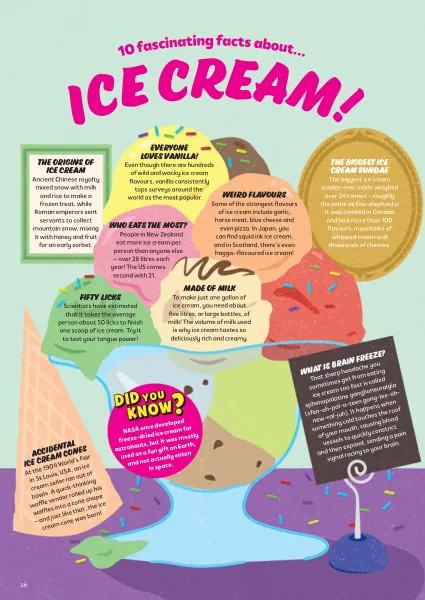 10 fascinating facts about...
ICE CREAM!
THE ORIGINS OF
ICE CREAM
Ancient Chinese royalty
mixed snow with milk
and rice to make a
frozen treat, while
Roman emperors sent
servants to collect
mountain snow, mixing
it with honey and fruit
for an early sorbet.
EVERYONE
LOVES VANILLA!
Even though there are hundreds
of wild and wacky ice cream
flavours, vanilla consistently
tops surveys around
the world as the most popular.
THE BIGGEST ICE
CREAM SUNDAE
The biggest ice cream
sundae ever made weighed
over 24 tonnes – roughly
the same as four elephants!
It was created in Canada
and had more than 100
flavours, mountains of
whipped cream and
thousands of cherries.
WEIRD FLAVOURS
Some of the strangest flavours
of ice cream include garlic,
horse meat, blue cheese and
even pizza. In Japan, you
can find squid ink ice cream,
and in Scotland, there's even
haggis-flavoured ice cream!
WHO EATS THE MOST?
People in New Zealand
eat more ice cream per
person than anyone else
– over 28 litres each
year! The US comes
second with 21.
FIFTY LICKS
Scientists have estimated
that it takes the average
person about 50 licks to finish
one scoop of ice cream. Try it
to test your tongue power!
MADE OF MILK
To make just one gallon of
ice cream, you need about
five litres, or large bottles, of
milk! The volume of milk used
is why ice cream tastes so
deliciously rich and creamy.
WHAT IS BRAIN FREEZE?
That sharp headache you
sometimes get from eating
ice cream too fast is called
sphenopalatine ganglioneuralgia
(sfen-oh-pal-a-teen gang-lee-oh-
new-ral-juh). It happens when
something cold touches the roof
of your mouth, causing blood
vessels to quickly constrict
and then expand, sending a pain
signal racing to your brain.
DID YOU
KNOW?
NASA once developed
freeze-dried ice cream for
astronauts, but it was mostly
used as a fun gift on Earth,
and not actually eaten
in space.
ACCIDENTAL
ICE CREAM CONES
At the 1904 World's Fair
in St Louis, USA, an ice
cream seller ran out of
bowls. A quick-thinking
waffle vendor rolled up his
waffles into a cone shape
– and just like that, the ice
cream cone was born!